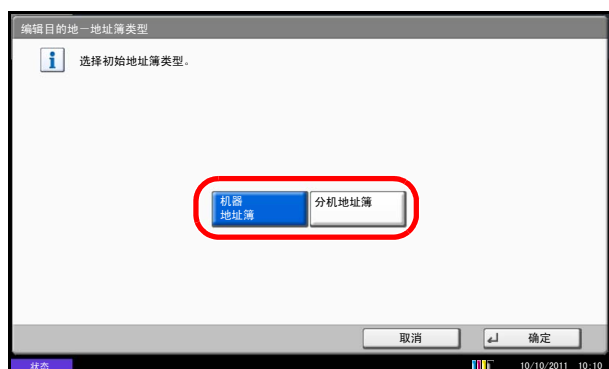 编辑目的地－地址簿类型
选择初始地址簿类型。
机器
地址簿
分机地址簿
取消
确定
状态
10/10/2011 10:10